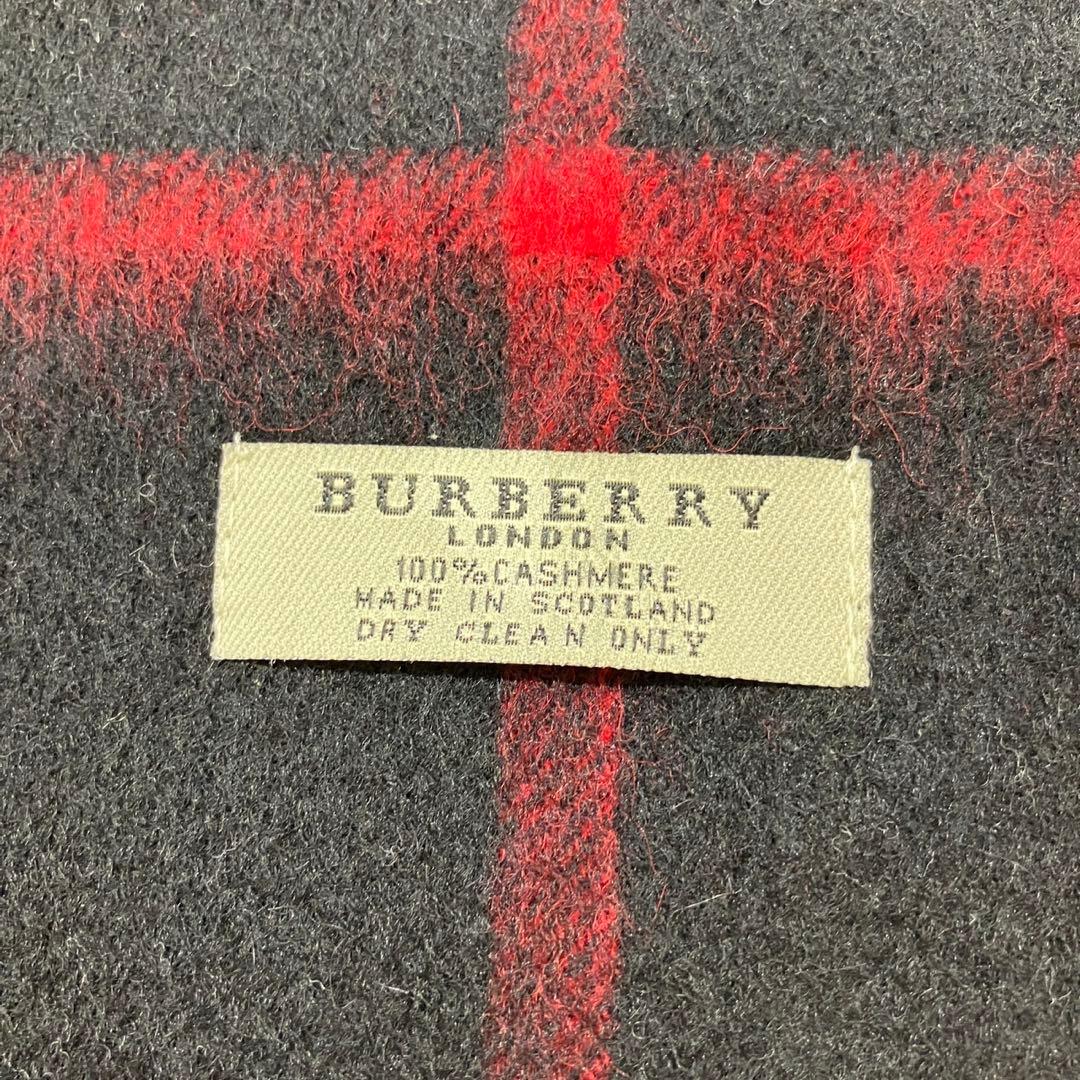 BURBERRY
LONDON
100%CASHMERE
MADE IN SCOTLAND
DRY CLEAN ONLY